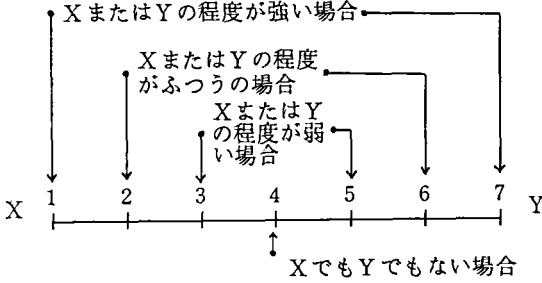 XまたはYの程度が強い場合
XまたはYの程度
がふつうの場合
XまたはY
の程度が弱
い場合
X 1 2 3 4 5 6 7 Y
XでもYでもない場合